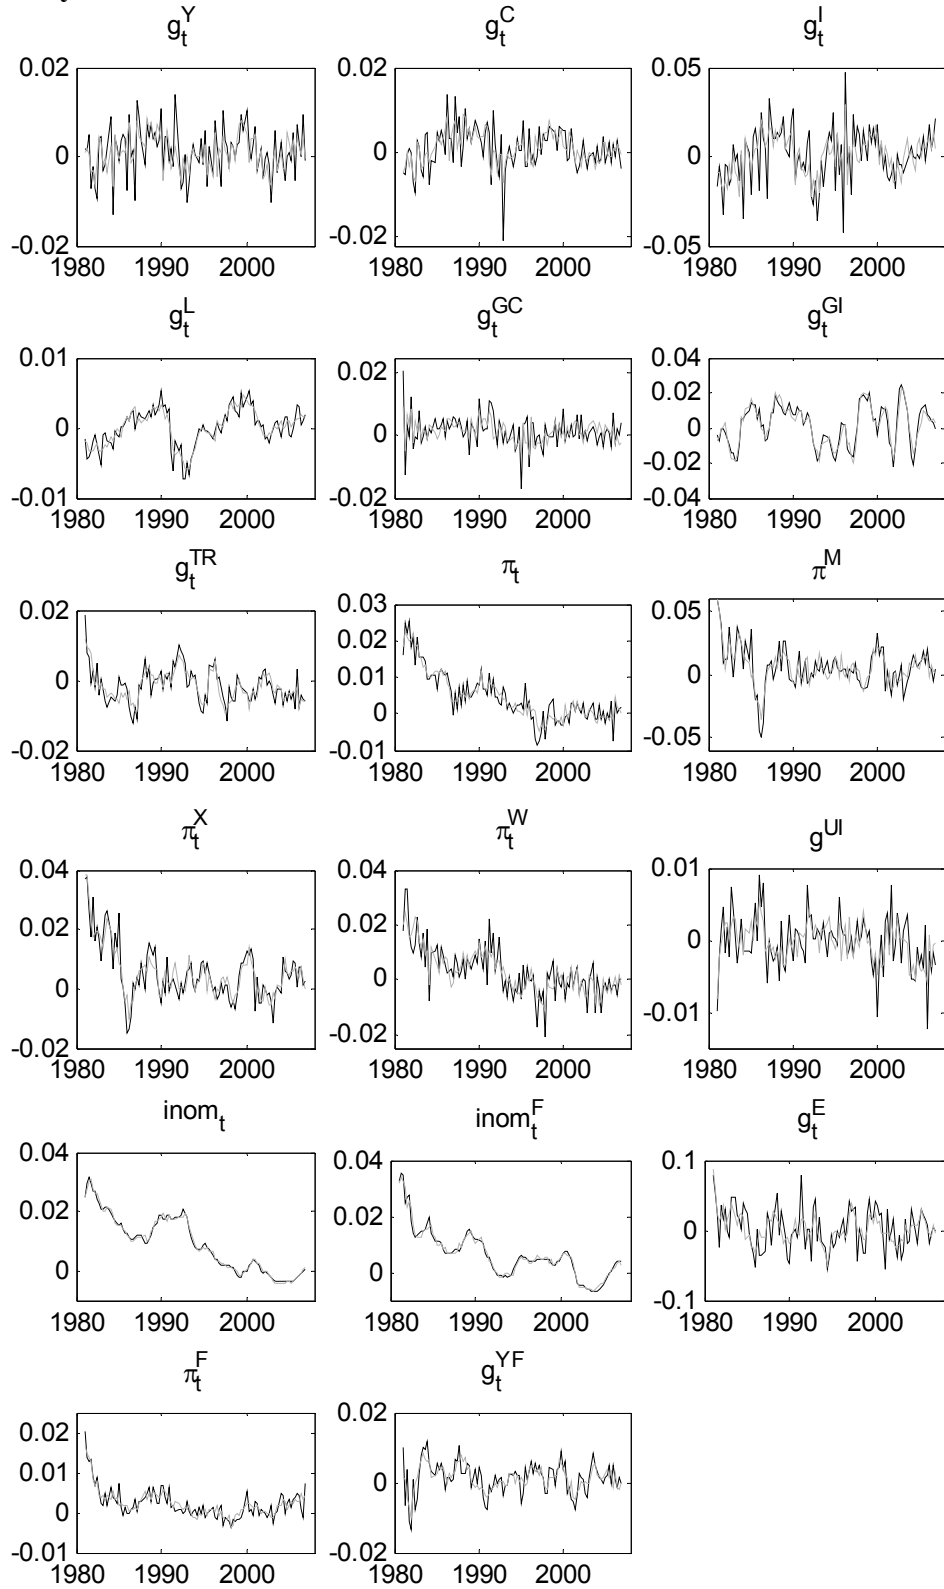 g_t^Y g_t^C g_t^I
0.02 0.02 0.05
0 0 0
-0.02 -0.02 -0.05
1980 1990 2000 1980 1990 2000 1980 1990 2000
g_t^L g_t^GC g_t^GI
0.01 0.02 0.04
0.02
0 0 0
-0.02
-0.01 -0.02 -0.04
1980 1990 2000 1980 1990 2000 1980 1990 2000
g_t^TR π_t π^M
0.02 0.03 0.05
0.02
0 0.01 0
0
-0.02 -0.01 -0.05
1980 1990 2000 1980 1990 2000 1980 1990 2000
π_t^X π_t^W g^UI
0.04 0.04 0.01
0.02 0.02 0
0 0 -0.01
-0.02 -0.02
1980 1990 2000 1980 1990 2000 1980 1990 2000
inom_t inom_t^F g_t^E
0.04 0.04 0.1
0.02 0.02 0
0 0 -0.1
1980 1990 2000 1980 1990 2000 1980 1990 2000
π_t^F g_t^YF
0.02 0.02
0.01 0
0
-0.01 -0.02
1980 1990 2000 1980 1990 2000